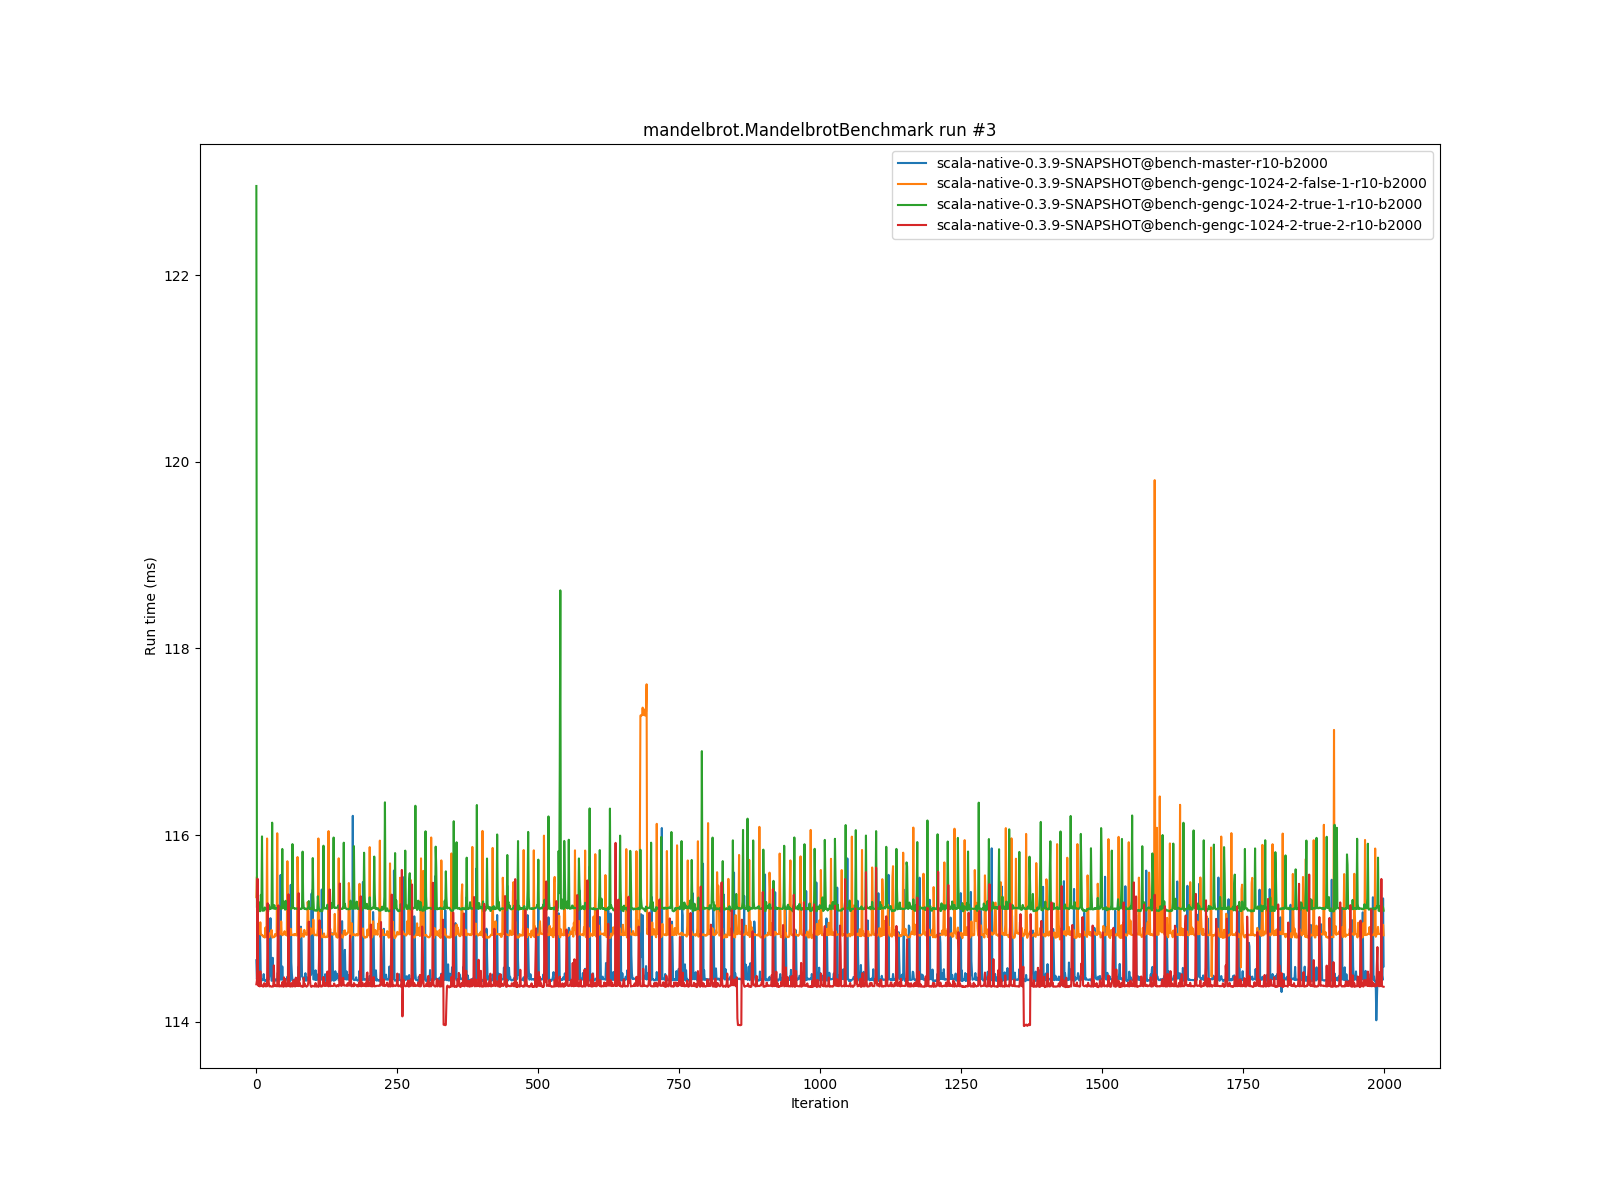 mandelbrot.MandelbrotBenchmark run #3
scala-native-0.3.9-SNAPSHOT@bench-master-r10-b2000
scala-native-0.3.9-SNAPSHOT@bench-gengc-1024-2-false-1-r10-b2000
scala-native-0.3.9-SNAPSHOT@bench-gengc-1024-2-true-1-r10-b2000
scala-native-0.3.9-SNAPSHOT@bench-gengc-1024-2-true-2-r10-b2000
122
120
118
116
114
Run time (ms)
0 250 500 750 1000 1250 1500 1750 2000
Iteration